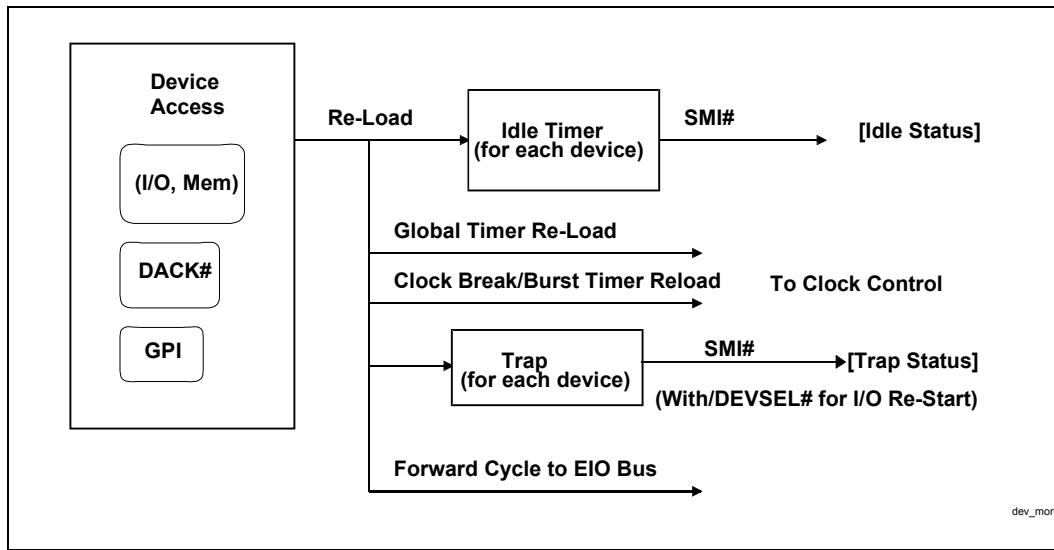 Device
Access
(I/O, Mem)
DACK#
GPI
Re-Load
Idle Timer
(for each device)
SMI#
[Idle Status]
Global Timer Re-Load
Clock Break/Burst Timer Reload
To Clock Control
Trap
(for each device)
SMI#
[Trap Status]
(With/DEVSEL# for I/O Re-Start)
Forward Cycle to EIO Bus
dev_mon